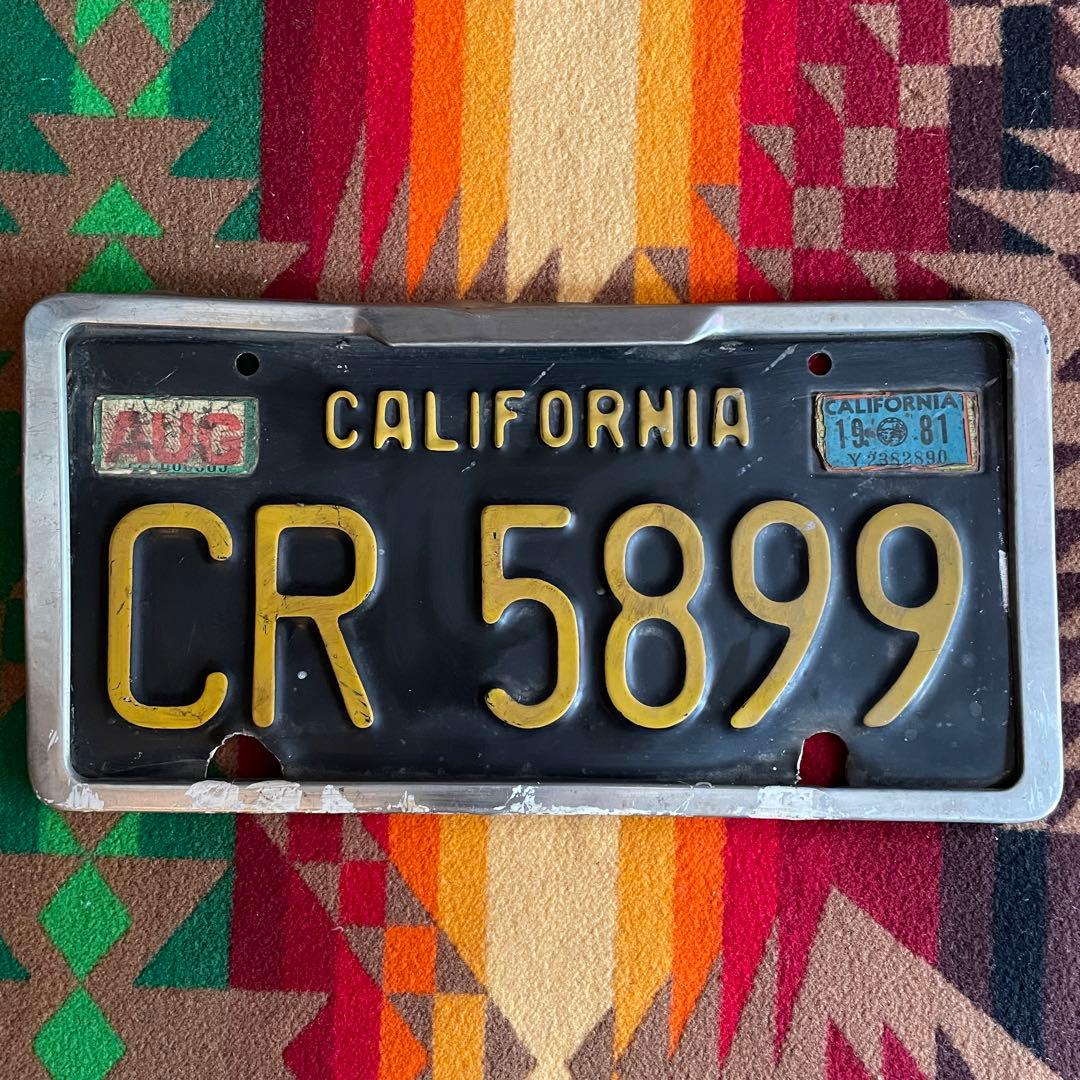 CALIFORNIA
AUG
CALIFORNIA
19 81
Y 2382890
CR 5899